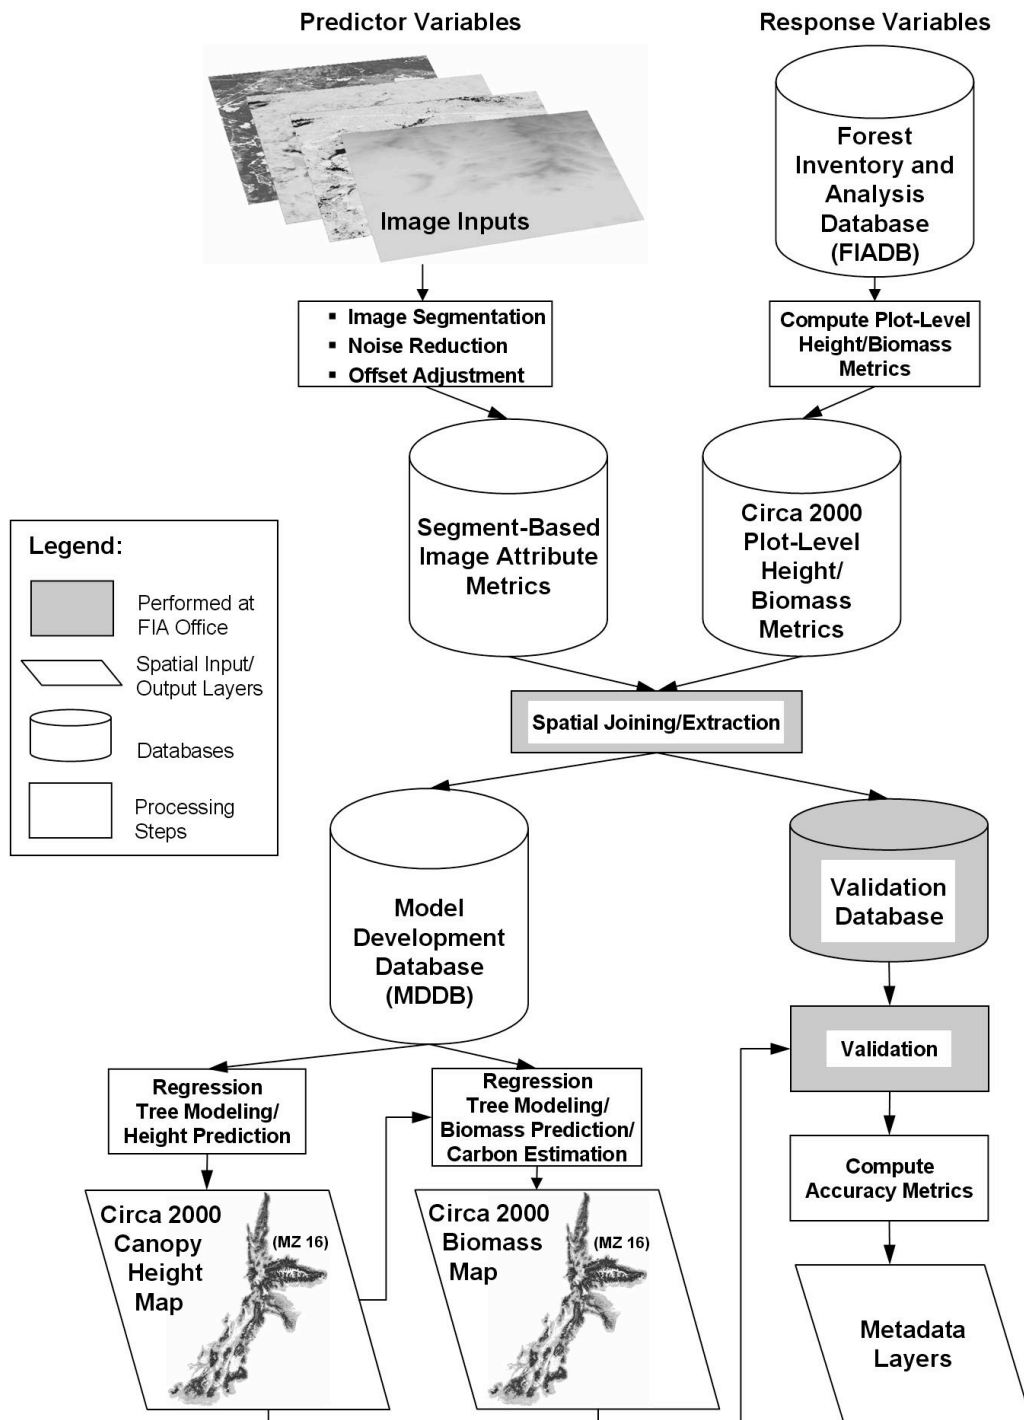 Predictor Variables
Response Variables
Image Inputs
Forest
Inventory and
Analysis
Database
(FIADB)
▪ Image Segmentation
▪ Noise Reduction
▪ Offset Adjustment
Compute Plot-Level
Height/Biomass
Metrics
Segment-Based
Image Attribute
Metrics
Circa 2000
Plot-Level
Height/
Biomass
Metrics
Legend:
Performed at
FIA Office
Spatial Input/
Output Layers
Databases
Processing
Steps
Spatial Joining/Extraction
Model
Development
Database
(MDDB)
Validation
Database
Validation
Regression
Tree Modeling/
Height Prediction
Regression
Tree Modeling/
Biomass Prediction/
Carbon Estimation
Compute
Accuracy Metrics
Circa 2000
Canopy
Height
Map
(MZ 16)
Circa 2000
Biomass
Map
(MZ 16)
Metadata
Layers